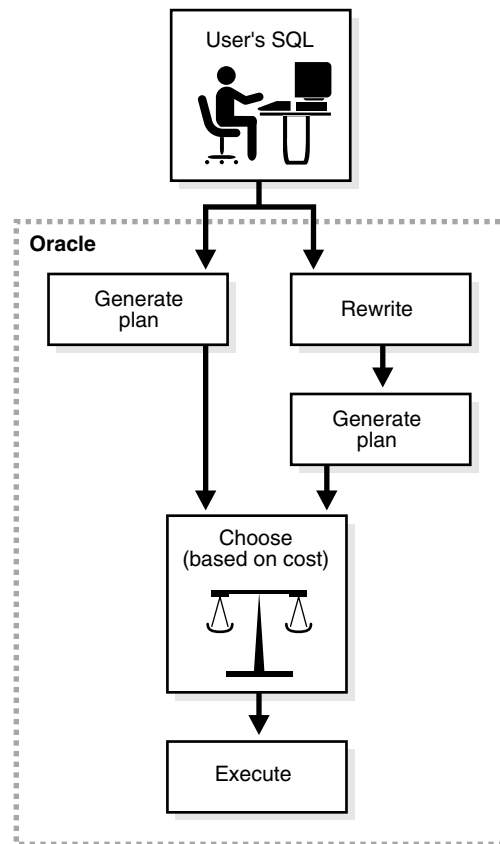 User's SQL
Oracle
Generate
plan
Rewrite
Generate
plan
Choose
(based on cost)
Execute